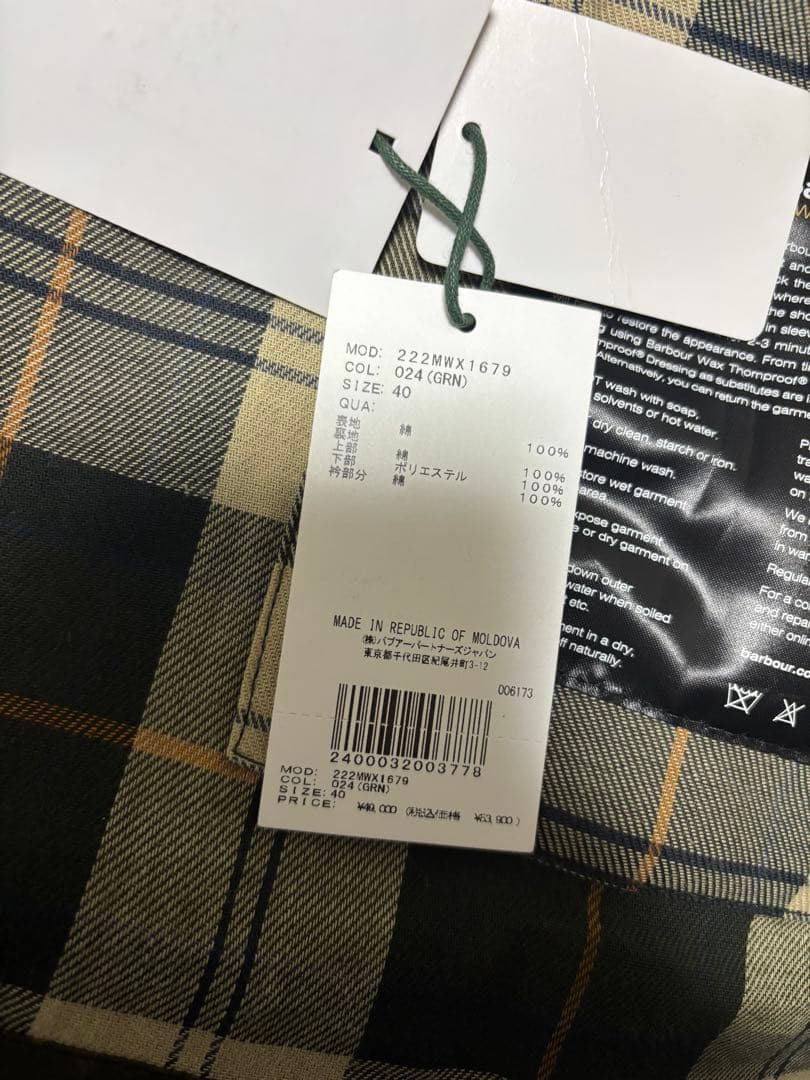 MOD: 222MWX1679
COL: 024(GRN)
SIZE: 40
QUA:
表地 綿 100%
裏地
上部 綿 100%
下部 ポリエステル 100%
衿部分 綿 100%
MADE IN REPUBLIC OF MOLDOVA
(株)バブアーパートナーズジャパン
東京都千代田区紀尾井町3-12
006173
2400032003778
MOD: 222MWX1679
COL: 024(GRN)
SIZE: 40
PRICE: ¥49,000 (税込価格 ¥53,900)
to restore the appearance. From
using Barbour Wax Thornproof®
Dressing as substitutes are
Alternatively, you can return the
T wash with soap,
solvents or hot water.
dry clean, starch or iron.
machine wash.
store wet garment
area.
expose garment
or dry garment on
down outer
water when soiled
etc.
in a dry,
naturally.
We
from
in
Regular
For a
and
either
barbour.co